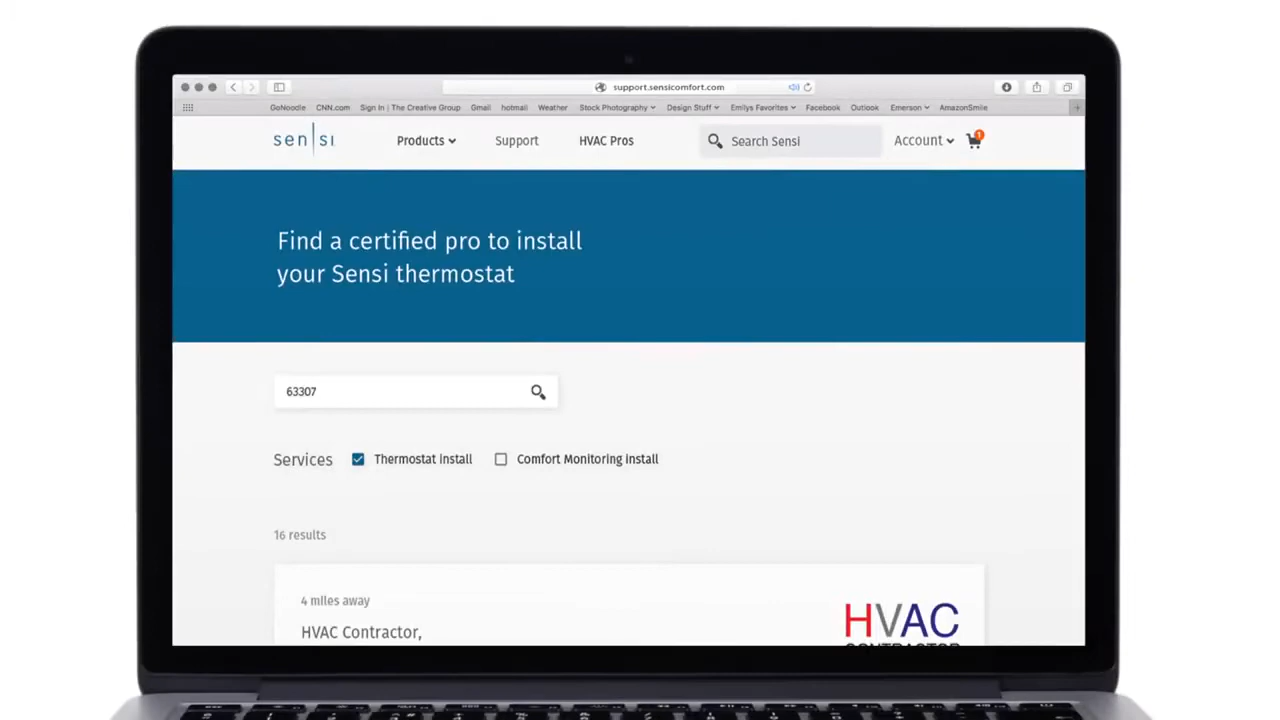 support.sensicomfort.com
GoNoodle CNN.com Sign In | The Creative Group Gmail hotmail Weather Stock Photography Design Stuff Emilys Favorites Facebook Outlook Emerson AmazonSmile
sensi Products Support HVAC Pros Search Sensi Account 1
Find a certified pro to install
your Sensi thermostat
63307
Services Thermostat install Comfort Monitoring install
16 results
4 miles away
HVAC
HVAC Contractor,
CONTRACTOR